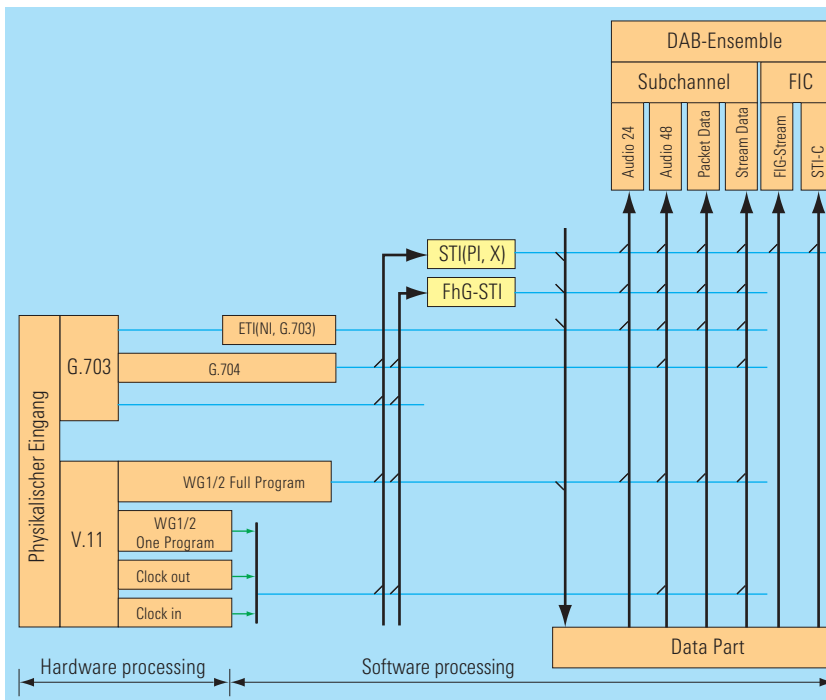 DAB-Ensemble
Subchannel
FIC
Audio 24
Audio 48
Packet Data
Stream Data
FIG-Stream
STI-C
STI(PI, X)
FhG-STI
Physikalischer Eingang
G.703
ETI(NI, G.703)
G.704
V.11
WG1/2 Full Program
WG1/2
One Program
Clock out
Clock in
Data Part
Hardware processing
Software processing